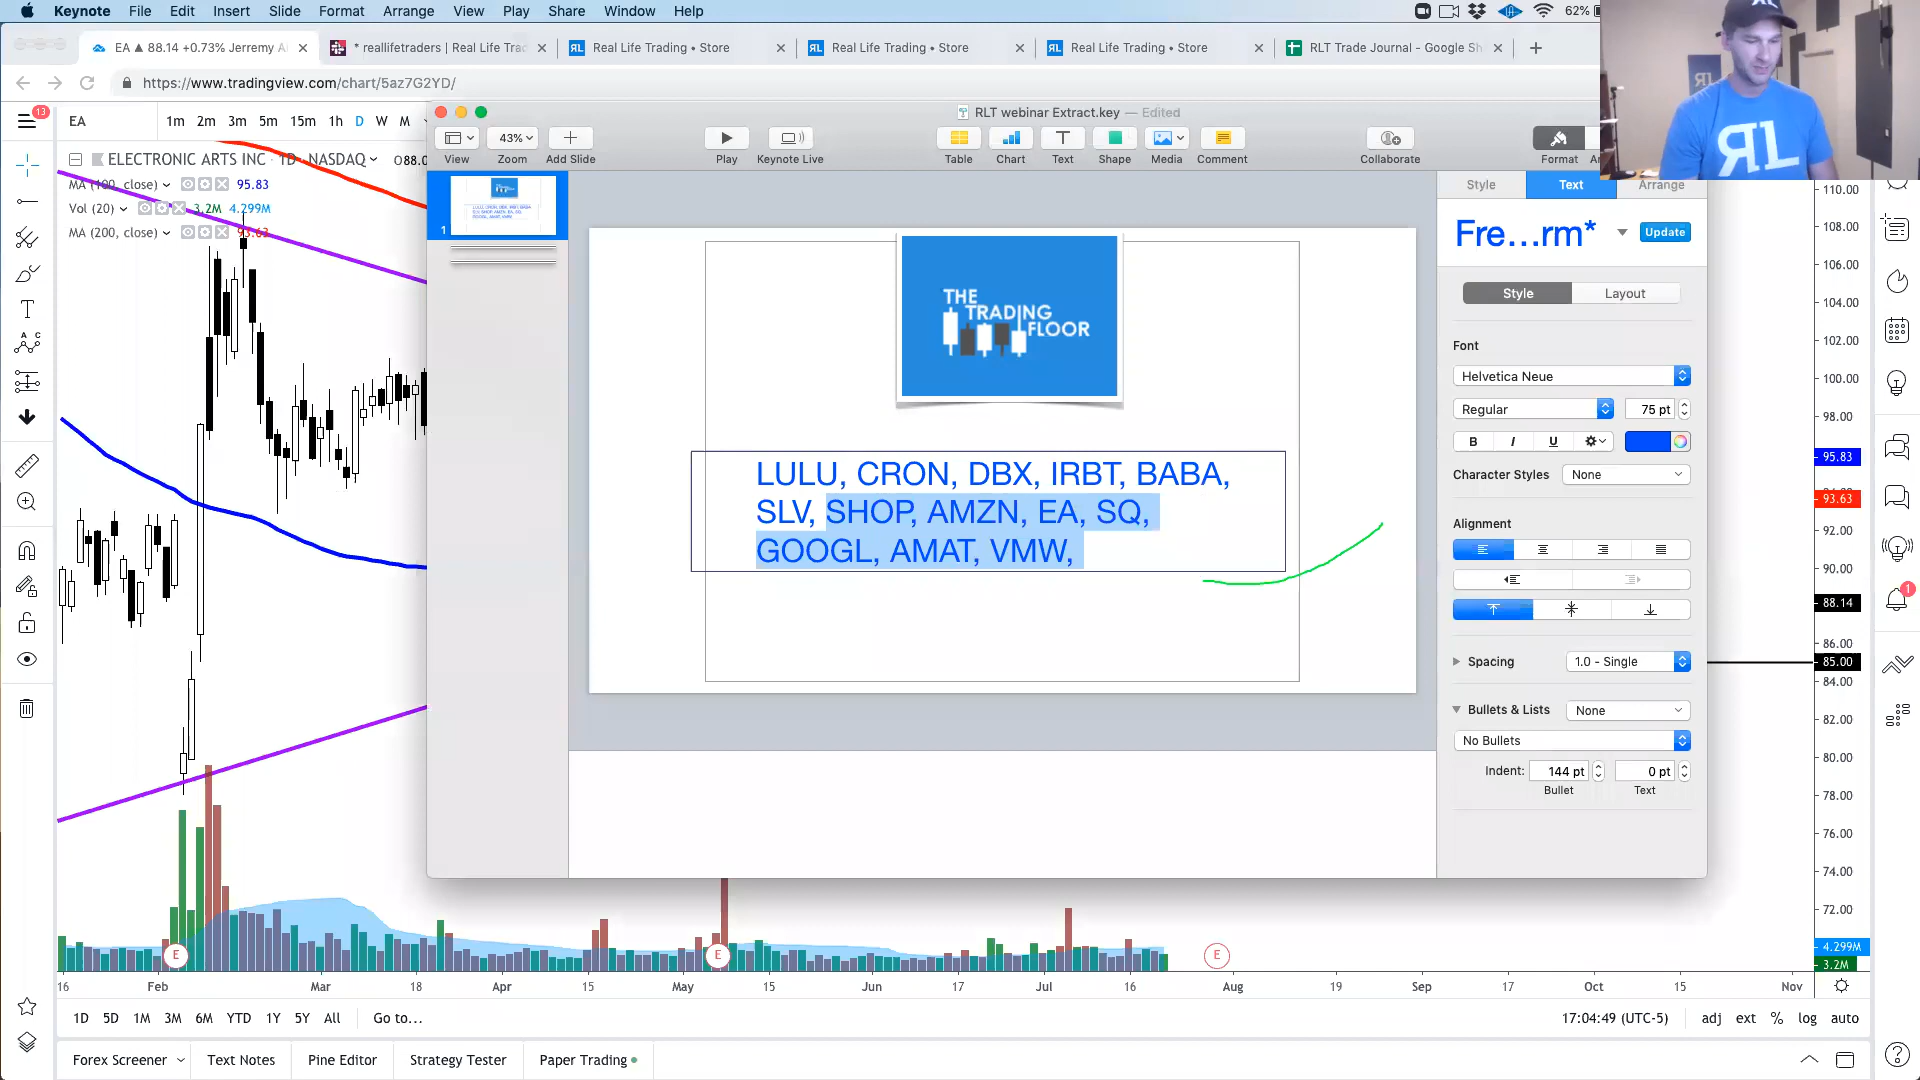 Keynote File Edit Insert Slide Format Arrange View Play Share Window Help 62%
EA ▲ 88.14 +0.73% Jerremy A
* reallifetraders | Real Life Tra
Real Life Trading • Store
Real Life Trading • Store
Real Life Trading • Store
RLT Trade Journal - Google Sh
https://www.tradingview.com/chart/5az7G2YD/
RLT webinar Extract.key — Edited
13
EA 1m 2m 3m 5m 15m 1h D W M
43%
View Zoom Add Slide Play Keynote Live Table Chart Text Shape Media Comment Collaborate Format
ELECTRONIC ARTS INC · 1D · NASDAQ O88.0
MA (100, close) 95.83
Vol (20) 3.2M 4.299M
MA (200, close) 93.63
1
THE
TRADING
FLOOR
LULU, CRON, DBX, IRBT, BABA,
SLV, SHOP, AMZN, EA, SQ,
GOOGL, AMAT, VMW,
Style Text Arrange
Fre...rm* Update
Style Layout
Font
Helvetica Neue
Regular 75 pt
B I U
Character Styles None
Alignment
Spacing 1.0 - Single
Bullets & Lists None
No Bullets
Indent: 144 pt 0 pt
Bullet Text
RL
110.00
108.00
106.00
104.00
102.00
100.00
98.00
95.83
93.63
92.00
90.00
88.14
86.00
85.00
84.00
82.00
80.00
78.00
76.00
74.00
72.00
4.299M
3.2M
1
E E E
16 Feb Mar 18 Apr 15 May 15 Jun 17 Jul 16 Aug 19 Sep 17 Oct 15 Nov
1D 5D 1M 3M 6M YTD 1Y 5Y All Go to... 17:04:49 (UTC-5) adj ext % log auto
Forex Screener Text Notes Pine Editor Strategy Tester Paper Trading